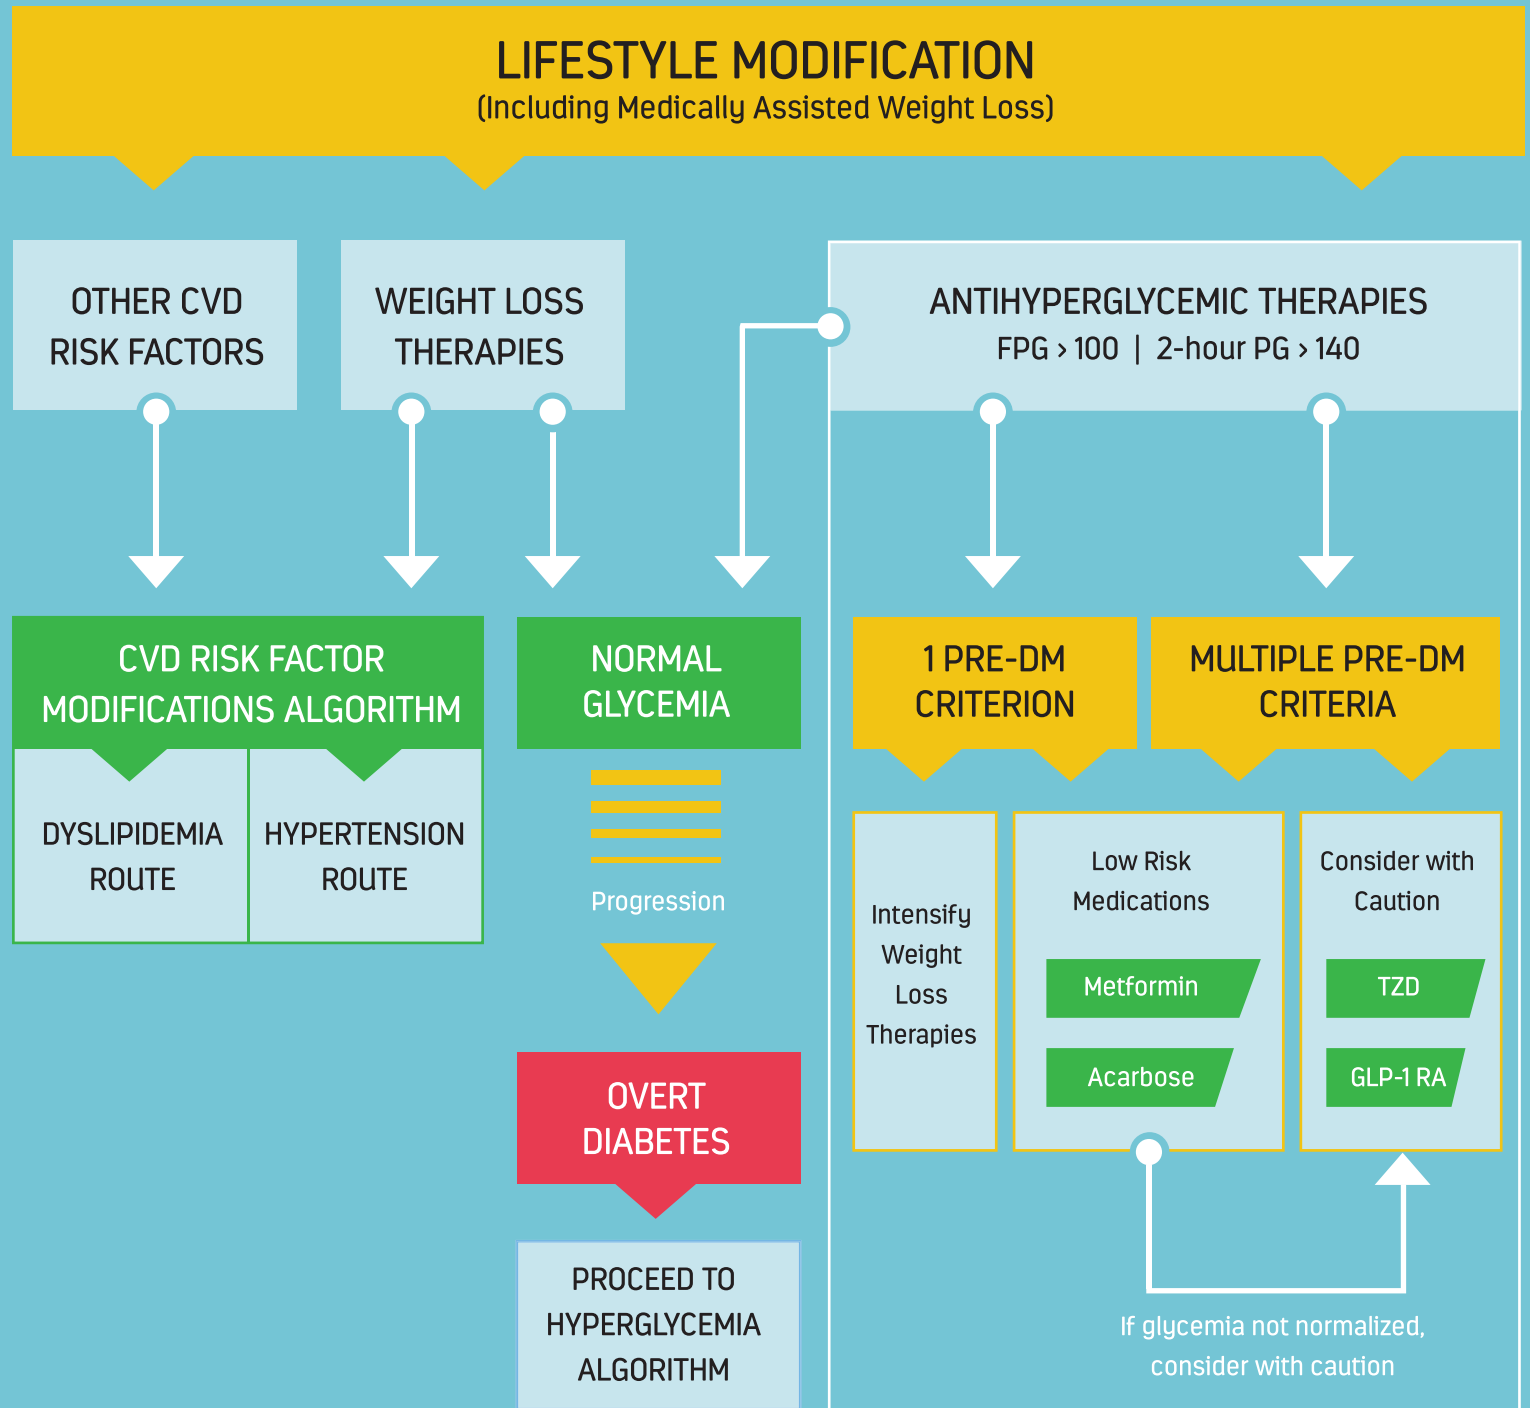 LIFESTYLE MODIFICATION
(Including Medically Assisted Weight Loss)
OTHER CVD
RISK FACTORS
WEIGHT LOSS
THERAPIES
ANTIHYPERGLYCEMIC THERAPIES
FPG > 100 | 2-hour PG > 140
CVD RISK FACTOR
MODIFICATIONS ALGORITHM
DYSLIPIDEMIA
ROUTE
HYPERTENSION
ROUTE
NORMAL
GLYCEMIA
Progression
OVERT
DIABETES
PROCEED TO
HYPERGLYCEMIA
ALGORITHM
1 PRE-DM
CRITERION
MULTIPLE PRE-DM
CRITERIA
Intensify
Weight
Loss
Therapies
Low Risk
Medications
Metformin
Acarbose
Consider with
Caution
TZD
GLP-1 RA
If glycemia not normalized,
consider with caution